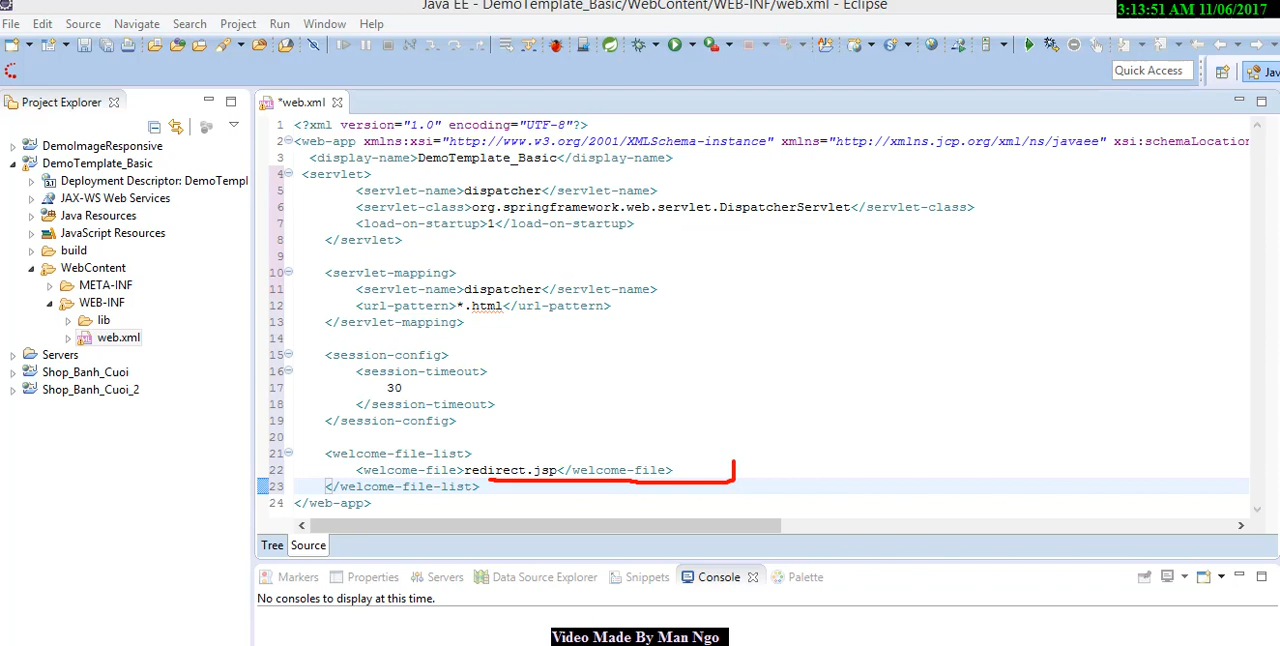 Java EE - DemoTemplate_Basic/WebContent/WEB-INF/web.xml - Eclipse
3:13:51 AM 11/06/2017
File Edit Source Navigate Search Project Run Window Help
Quick Access
Jav
Project Explorer
*web.xml
DemoImageResponsive
DemoTemplate_Basic
Deployment Descriptor: DemoTempl
JAX-WS Web Services
Java Resources
JavaScript Resources
build
WebContent
META-INF
WEB-INF
lib
web.xml
Servers
Shop_Banh_Cuoi
Shop_Banh_Cuoi_2
1 <?xml version="1.0" encoding="UTF-8"?>
2 <web-app xmlns:xsi="http://www.w3.org/2001/XMLSchema-instance" xmlns="http://xmlns.jcp.org/xml/ns/javaee" xsi:schemaLocation
3 <display-name>DemoTemplate_Basic</display-name>
4 <servlet>
5 <servlet-name>dispatcher</servlet-name>
6 <servlet-class>org.springframework.web.servlet.DispatcherServlet</servlet-class>
7 <load-on-startup>1</load-on-startup>
8 </servlet>
9
10 <servlet-mapping>
11 <servlet-name>dispatcher</servlet-name>
12 <url-pattern>*.html</url-pattern>
13 </servlet-mapping>
14
15 <session-config>
16 <session-timeout>
17 30
18 </session-timeout>
19 </session-config>
20
21 <welcome-file-list>
22 <welcome-file>redirect.jsp</welcome-file>
23 </welcome-file-list>
24 </web-app>
Tree Source
Markers Properties Servers Data Source Explorer Snippets Console Palette
No consoles to display at this time.
Video Made By Man Ngo